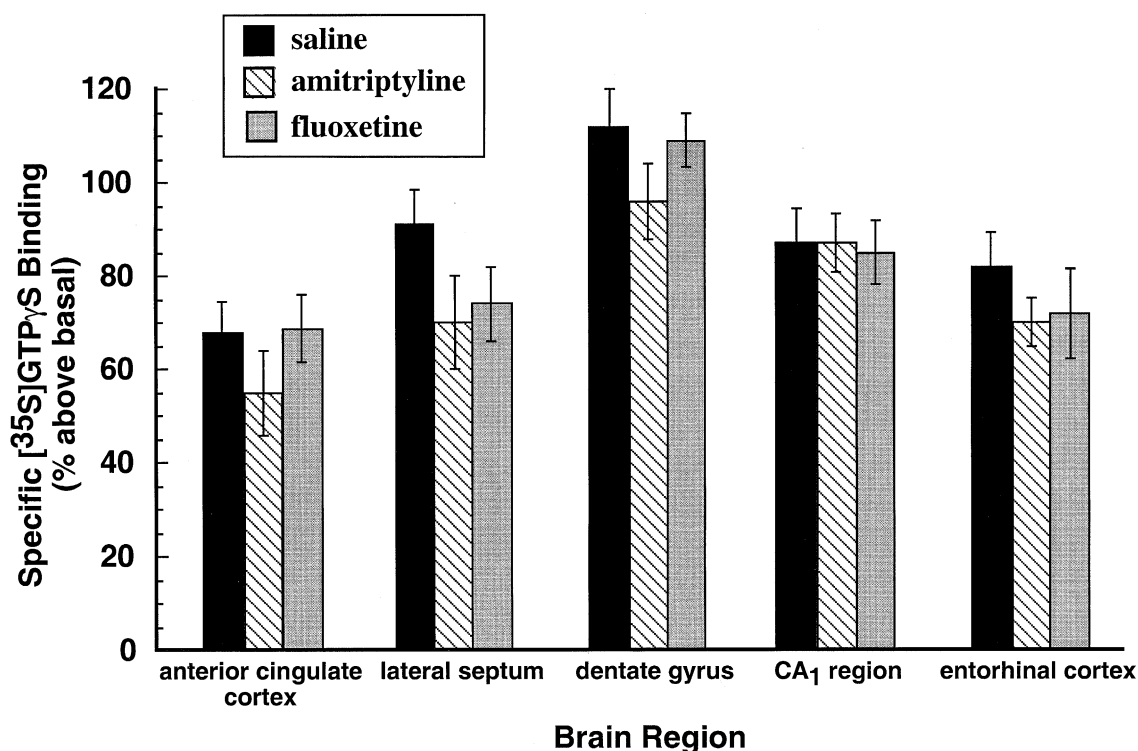 saline
amitriptyline
fluoxetine
120
100
80
60
40
20
0
Specific [³⁵S]GTPγS Binding
(% above basal)
anterior cingulate
cortex
lateral septum
dentate gyrus
CA₁ region
entorhinal cortex
Brain Region